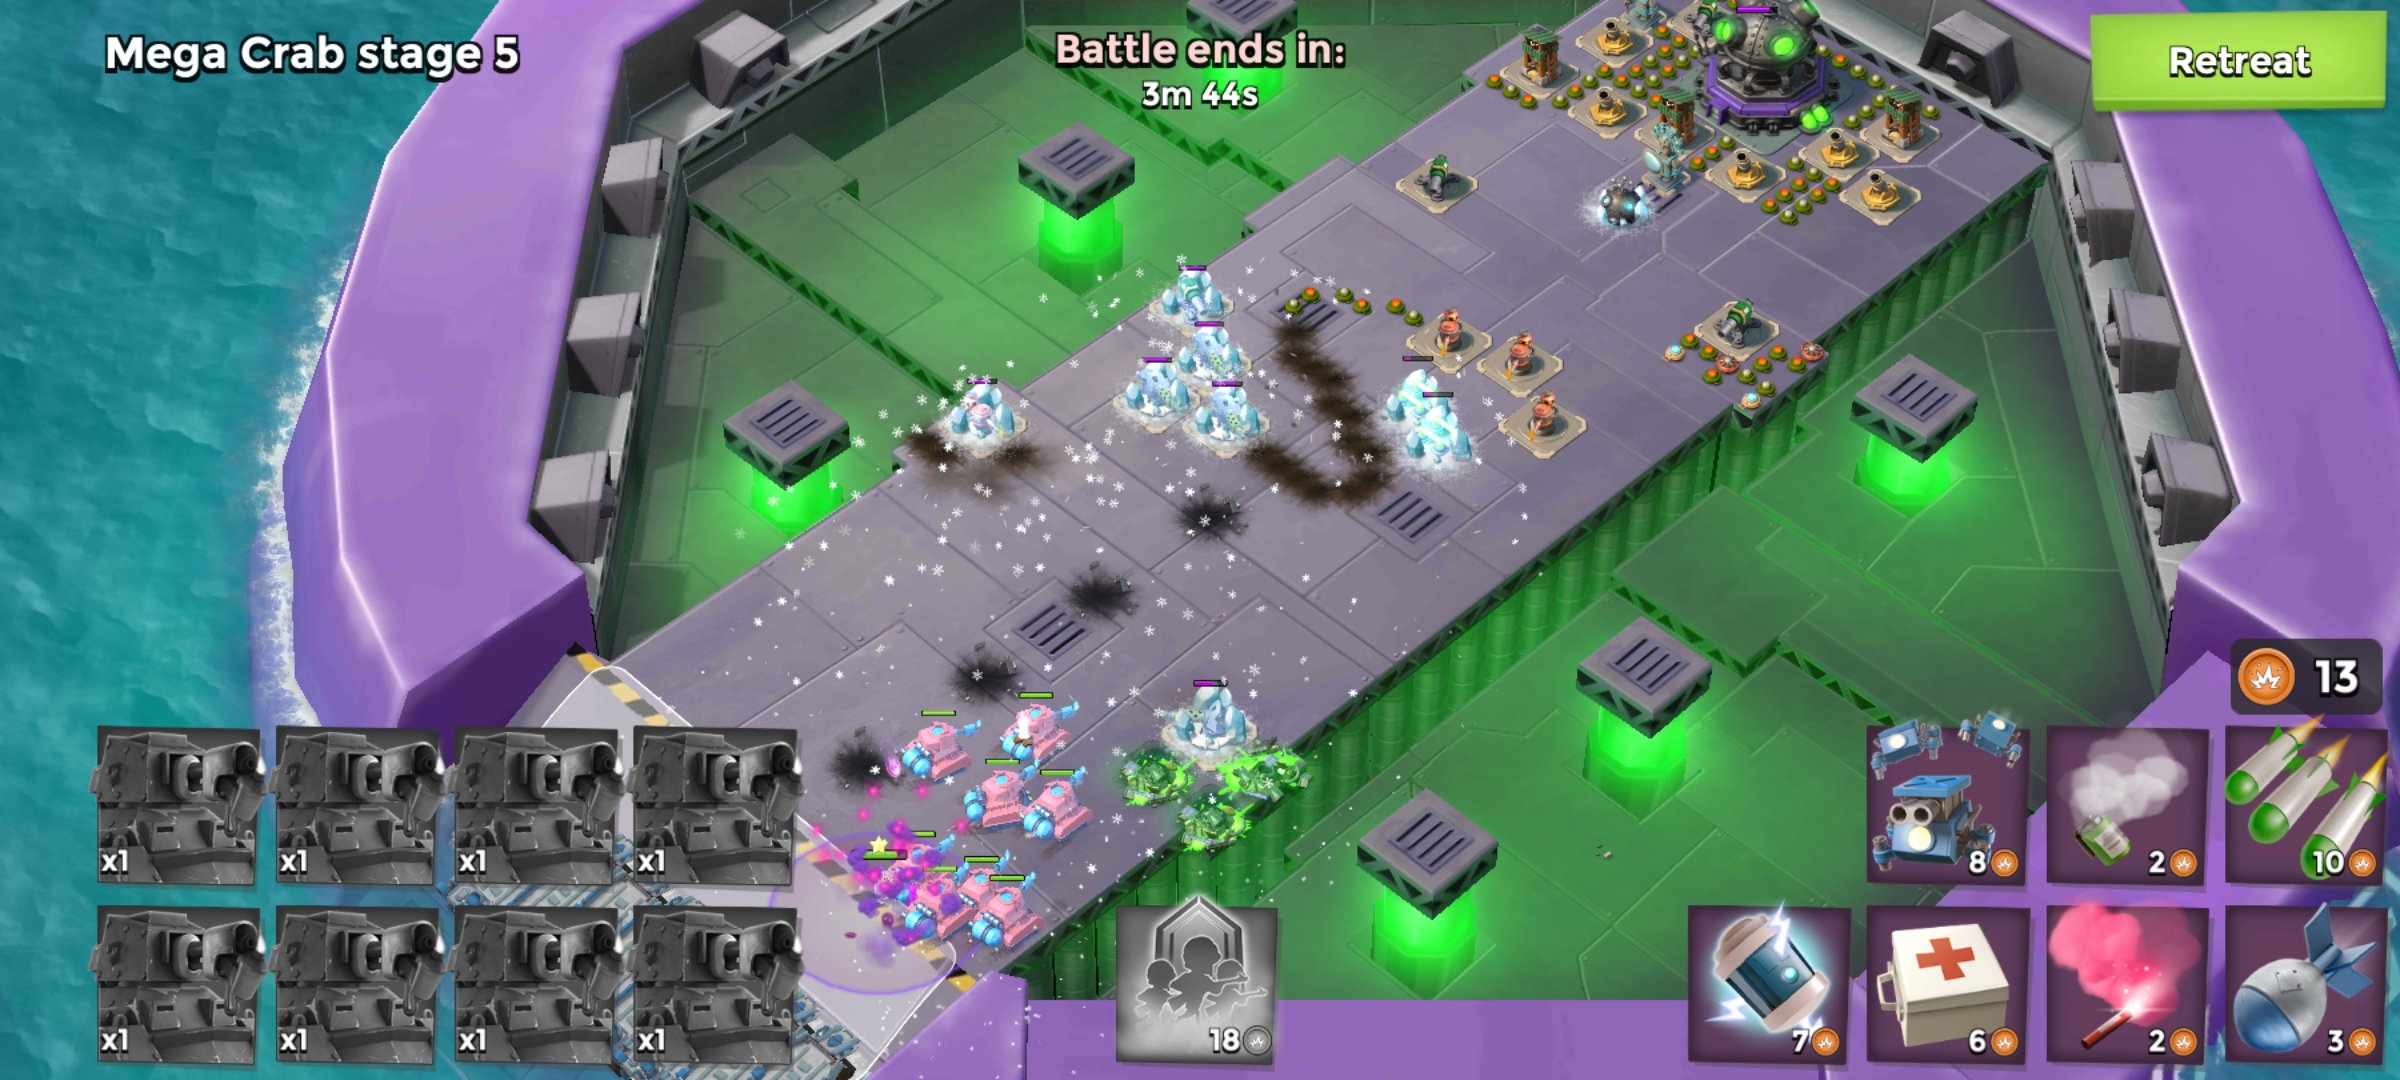 Mega Crab stage 5
Battle ends in:
3m 44s
Retreat
13
8
2
10
x1
x1
x1
x1
x1
x1
x1
x1
18
7
6
2
3